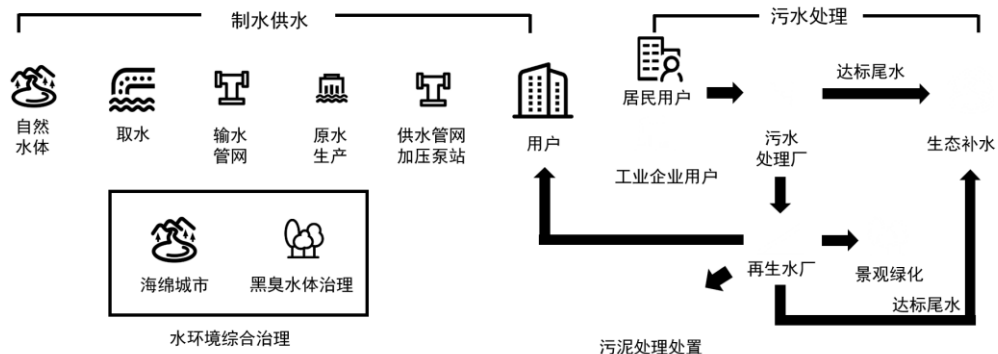 制水供水
自然
水体
取水
输水
管网
原水
生产
供水管网
加压泵站
用户
海绵城市
黑臭水体治理
水环境综合治理
污水处理
居民用户
达标尾水
污水
处理厂
生态补水
工业企业用户
再生水厂
景观绿化
达标尾水
污泥处理处置